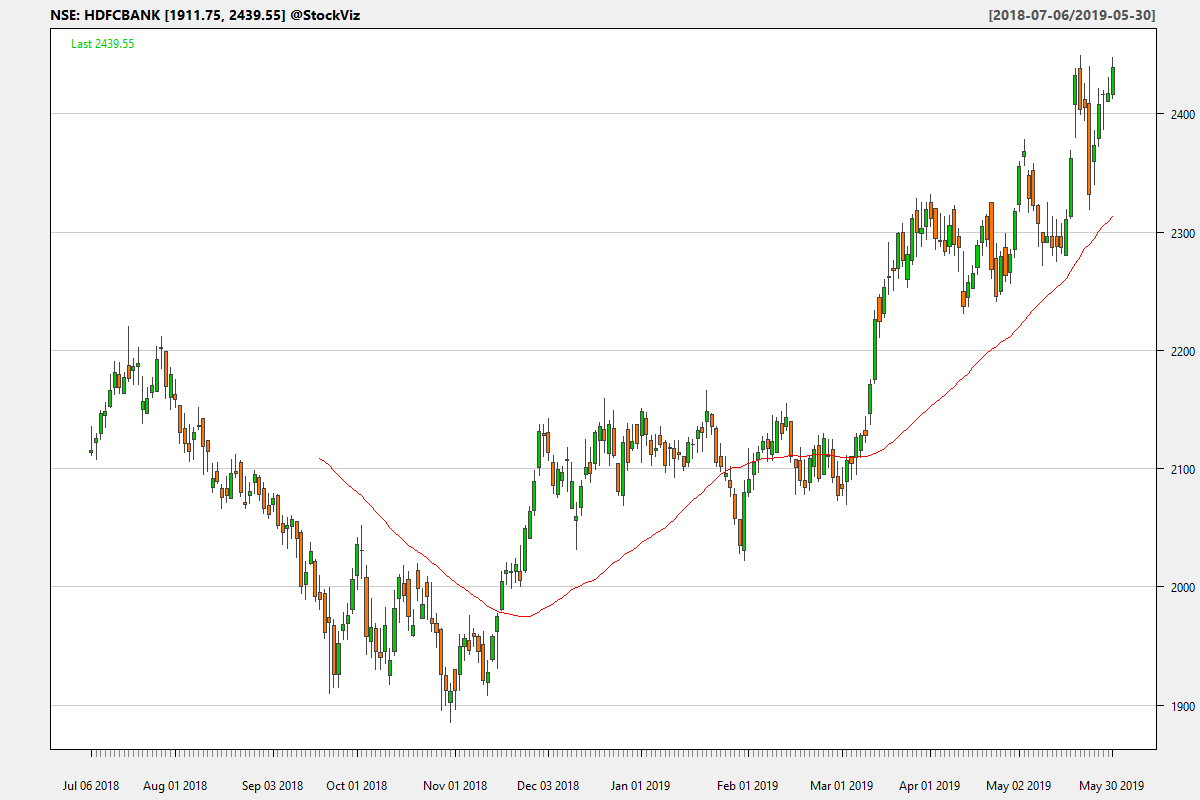 NSE: HDFCBANK [1911.75, 2439.55] @StockViz [2018-07-06/2019-05-30]
Last 2439.55
2400
2300
2200
2100
2000
1900
Jul 06 2018 Aug 01 2018 Sep 03 2018 Oct 01 2018 Nov 01 2018 Dec 03 2018 Jan 01 2019 Feb 01 2019 Mar 01 2019 Apr 01 2019 May 02 2019 May 30 2019